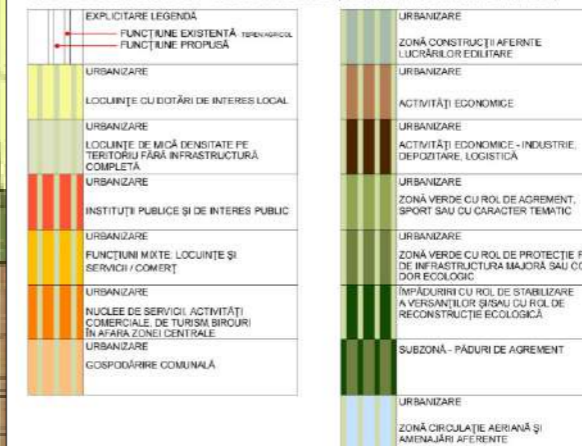 EXPLICITARE LEGENDĂ
FUNCȚIUNE EXISTENTĂ - TEREN AGRICOL
FUNCȚIUNE PROPUSĂ
URBANIZARE
LOCUINȚE CU DOTĂRI DE INTERES LOCAL
URBANIZARE
LOCUINȚE DE MICĂ DENSITATE PE
TERITORIU FĂRĂ INFRASTRUCTURĂ
COMPLETĂ
URBANIZARE
INSTITUȚII PUBLICE ȘI DE INTERES PUBLIC
URBANIZARE
FUNCȚIUNI MIXTE: LOCUINȚE ȘI
SERVICII / COMERȚ
URBANIZARE
NUCLEE DE SERVICII, ACTIVITĂȚI
COMERCIALE, DE TURISM, BIROURI
ÎN AFARA ZONEI CENTRALE
URBANIZARE
GOSPODĂRIRE COMUNALĂ
URBANIZARE
ZONĂ CONSTRUCȚII AFERNTE
LUCRĂRILOR EDILITARE
URBANIZARE
ACTIVITĂȚI ECONOMICE
URBANIZARE
ACTIVITĂȚI ECONOMICE - INDUSTRIE,
DEPOZITARE, LOGISTICĂ
URBANIZARE
ZONĂ VERDE CU ROL DE AGREMENT,
SPORT SAU CU CARACTER TEMATIC
URBANIZARE
ZONĂ VERDE CU ROL DE PROTECȚIE
DE INFRASTRUCTURA MAJORĂ SAU
DOR ECOLOGIC
ÎMPĂDURIRI CU ROL DE STABILIZARE
A VERSANȚILOR ȘI/SAU CU ROL DE
RECONSTRUCȚIE ECOLOGICĂ
SUBZONĂ - PĂDURI DE AGREMENT
URBANIZARE
ZONĂ CIRCULAȚIE AERIANĂ ȘI
AMENAJĂRI AFERENTE